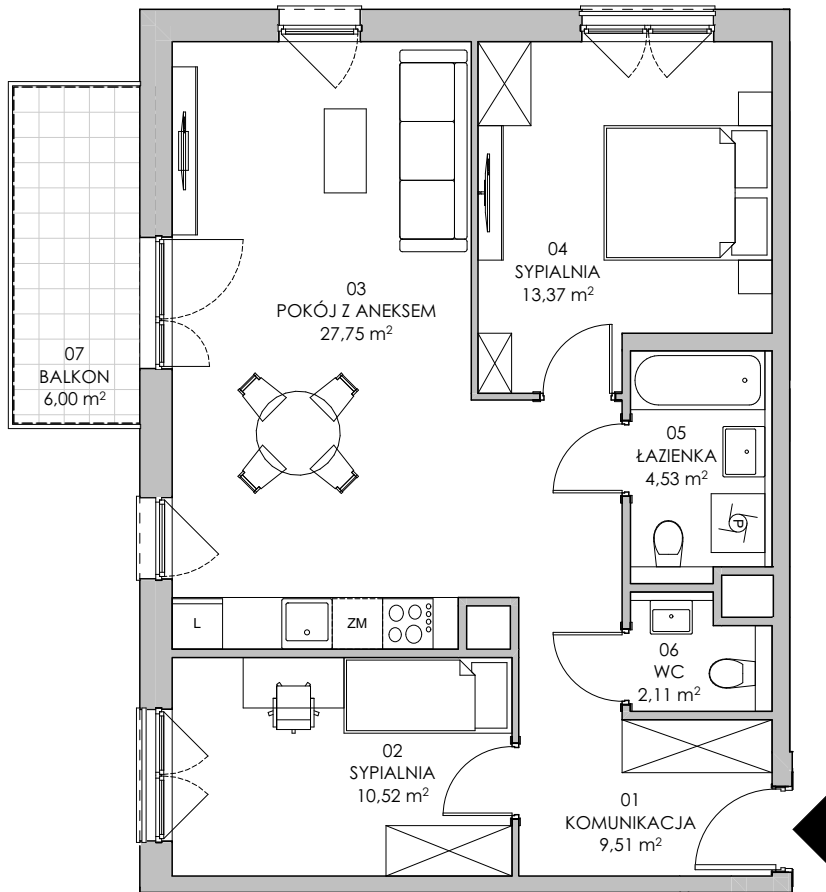 04
SYPIALNIA
13,37 m²
03
POKÓJ Z ANEKSEM
27,75 m²
07
BALKON
6,00 m²
05
ŁAZIENKA
4,53 m²
P
L
ZM
06
WC
2,11 m²
02
SYPIALNIA
10,52 m²
01
KOMUNIKACJA
9,51 m²